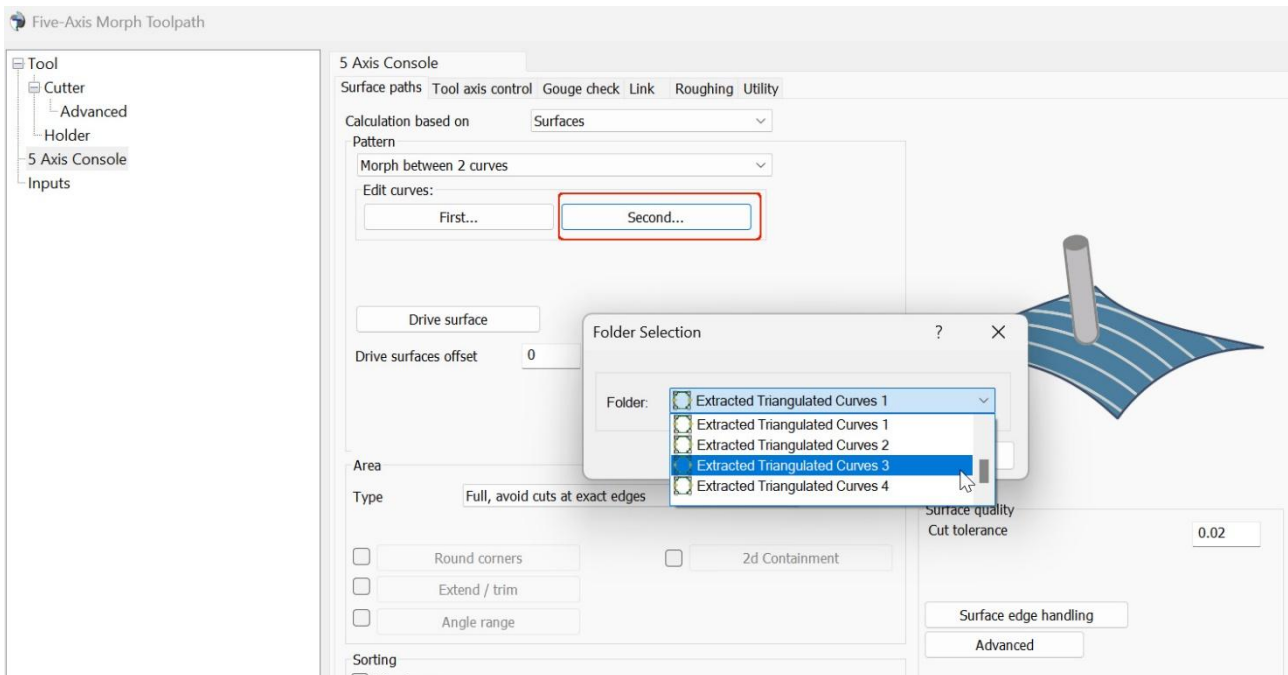 Five-Axis Morph Toolpath
Tool
Cutter
Advanced
Holder
5 Axis Console
Inputs
5 Axis Console
Surface paths Tool axis control Gouge check Link Roughing Utility
Calculation based on Surfaces
Pattern
Morph between 2 curves
Edit curves:
First... Second...
Drive surface
Drive surfaces offset 0
Folder Selection ?
Folder: Extracted Triangulated Curves 1
Extracted Triangulated Curves 1
Extracted Triangulated Curves 2
Extracted Triangulated Curves 3
Extracted Triangulated Curves 4
Area
Type Full, avoid cuts at exact edges
Round corners 2d Containment
Extend / trim
Angle range
Sorting
Surface quality
Cut tolerance 0.02
Surface edge handling
Advanced